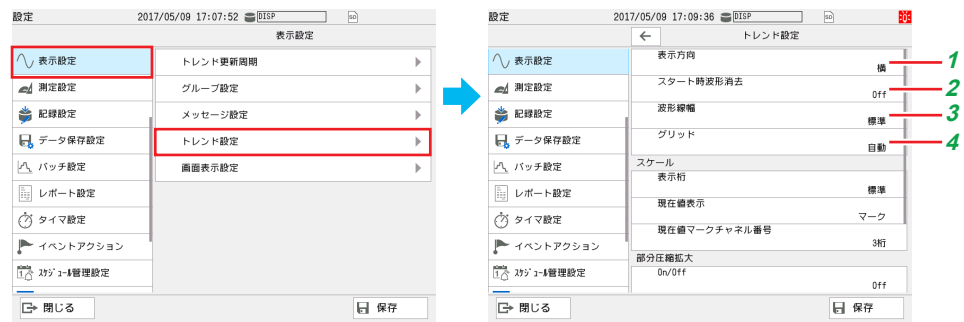 設定 2017/05/09 17:07:52 DISP SD
表示設定
表示設定
測定設定
記録設定
データ保存設定
バッチ設定
レポート設定
タイマ設定
イベントアクション
ｽｹｼﾞｭｰﾙ管理設定
トレンド更新周期
グループ設定
メッセージ設定
トレンド設定
画面表示設定
閉じる
保存
設定 2017/05/09 17:09:36 DISP SD
トレンド設定
表示設定
測定設定
記録設定
データ保存設定
バッチ設定
レポート設定
タイマ設定
イベントアクション
ｽｹｼﾞｭｰﾙ管理設定
表示方向
横
スタート時波形消去
Off
波形線幅
標準
グリッド
自動
スケール
表示桁
標準
現在値表示
マーク
現在値マークチャネル番号
3桁
部分圧縮拡大
On/Off
Off
閉じる
保存
1
2
3
4